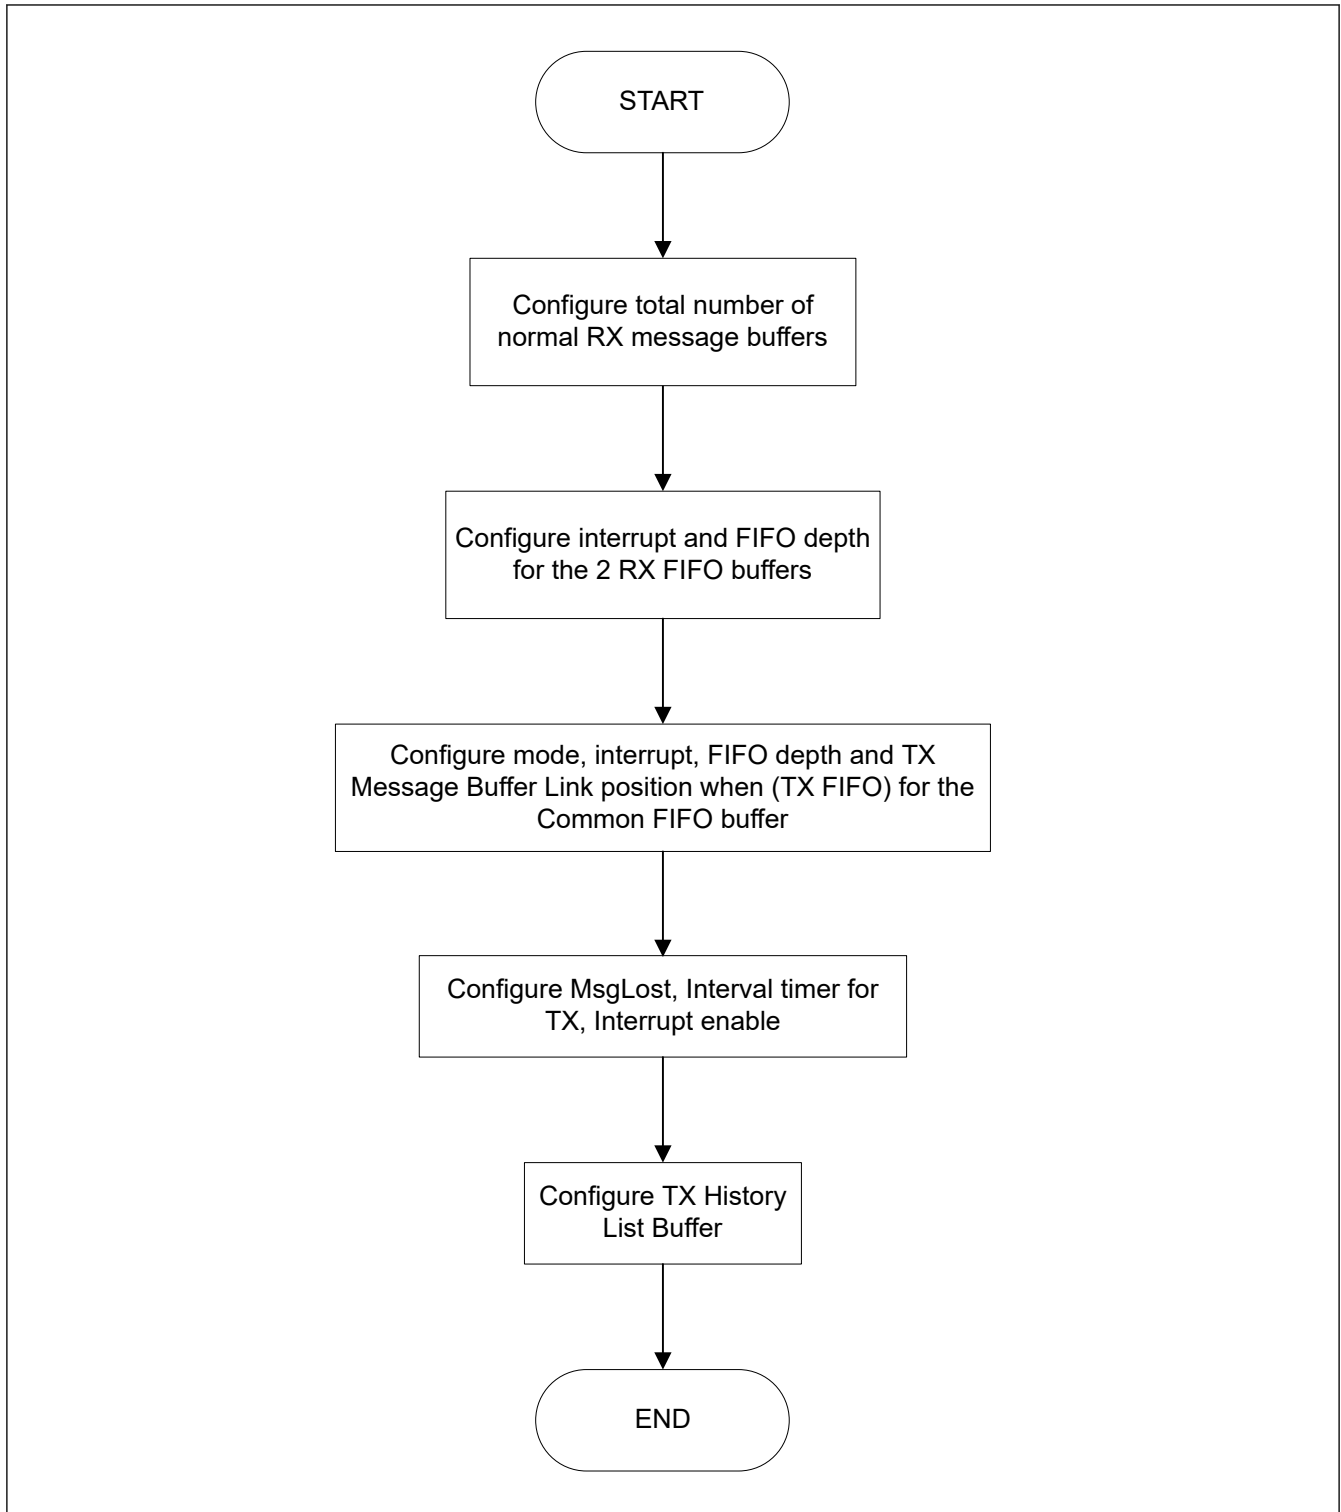 START
Configure total number of
normal RX message buffers
Configure interrupt and FIFO depth
for the 2 RX FIFO buffers
Configure mode, interrupt, FIFO depth and TX
Message Buffer Link position when (TX FIFO) for the
Common FIFO buffer
Configure MsgLost, Interval timer for
TX, Interrupt enable
Configure TX History
List Buffer
END